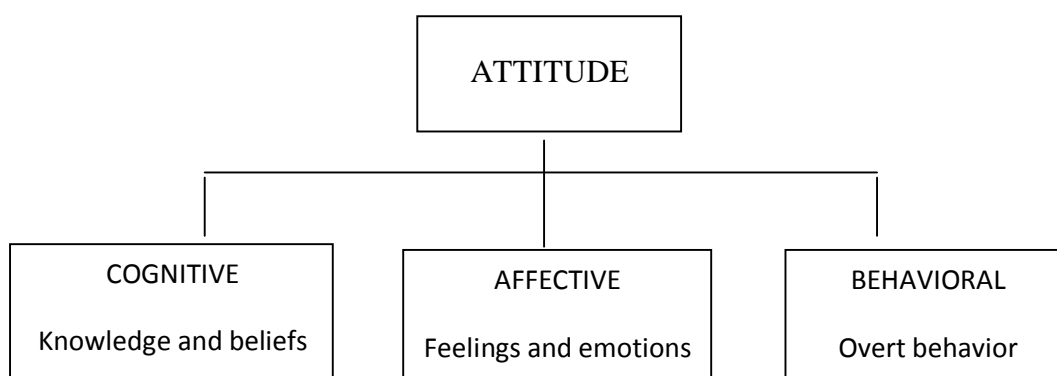 ATTITUDE
COGNITIVE
Knowledge and beliefs
AFFECTIVE
Feelings and emotions
BEHAVIORAL
Overt behavior